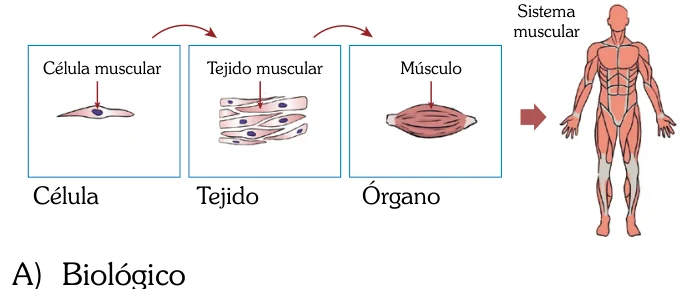 Sistema
muscular
Célula muscular
Tejido muscular
Músculo
Célula
Tejido
Órgano
A) Biológico